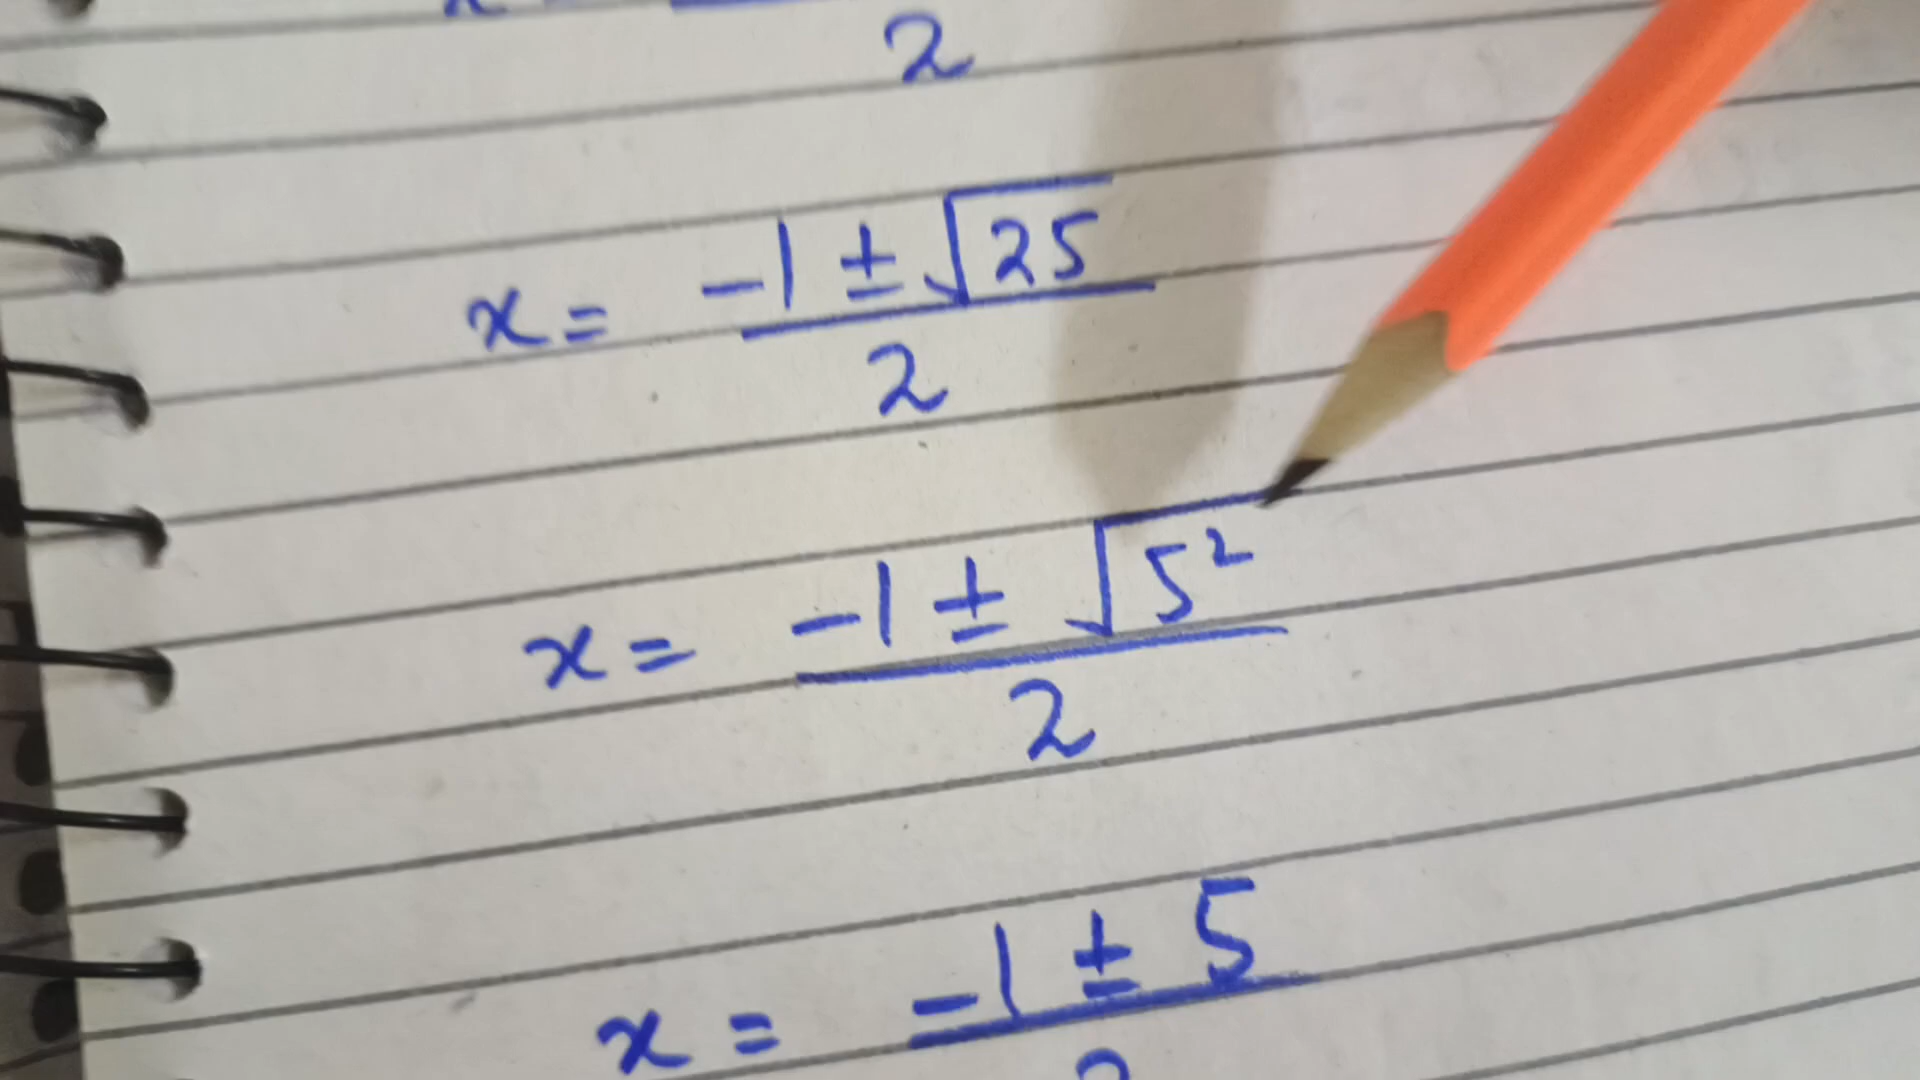 2
x = -1 ± √25
2
x = -1 ± √5²
2
x = -1 ± 5